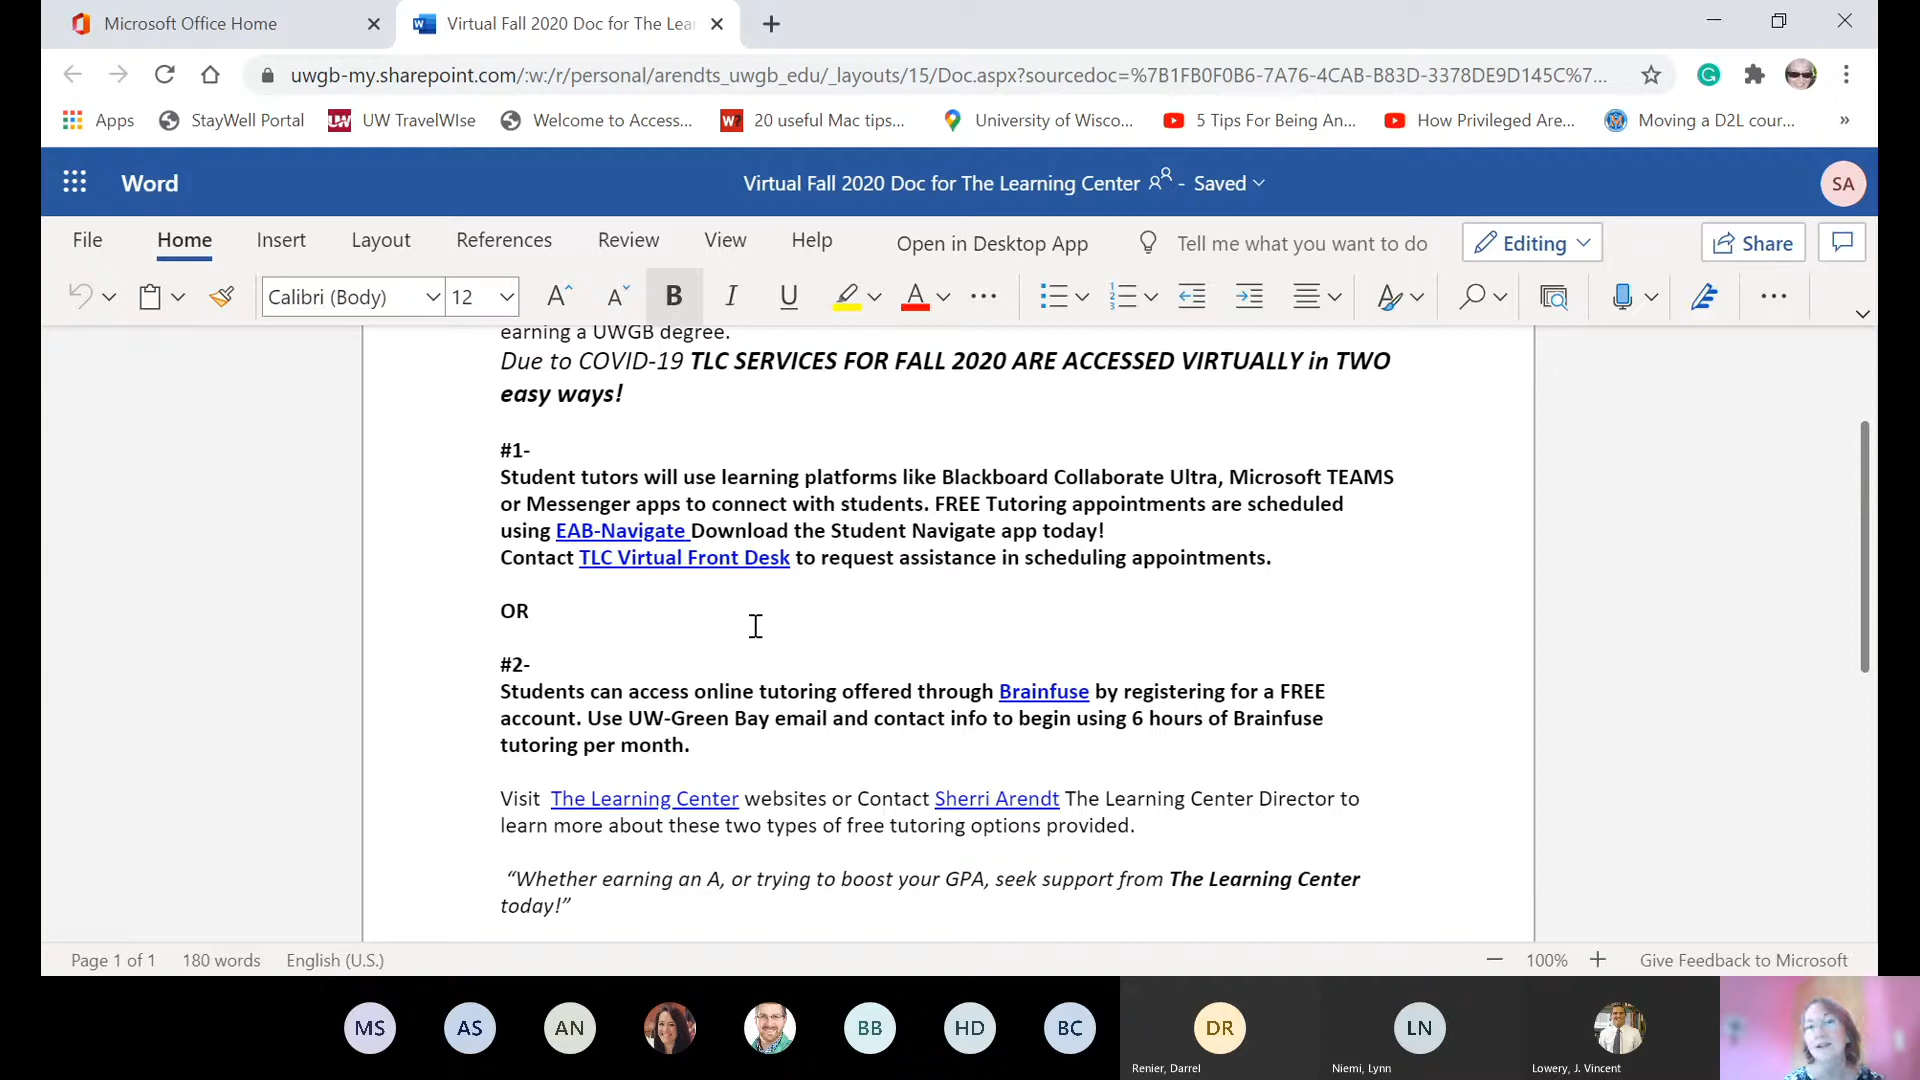 Microsoft Office Home
Virtual Fall 2020 Doc for The Lea
uwgb-my.sharepoint.com/:w:/r/personal/arendts_uwgb_edu/_layouts/15/Doc.aspx?sourcedoc=%7B1FB0F0B6-7A76-4CAB-B83D-3378DE9D145C%7...
Apps StayWell Portal UW TravelWIse Welcome to Access... 20 useful Mac tips... University of Wisco... 5 Tips For Being An... How Privileged Are... Moving a D2L cour... »
Word Virtual Fall 2020 Doc for The Learning Center - Saved SA
File Home Insert Layout References Review View Help Open in Desktop App Tell me what you want to do Editing Share
Calibri (Body) 12 A A B I U A
earning a UWGB degree.
Due to COVID-19 TLC SERVICES FOR FALL 2020 ARE ACCESSED VIRTUALLY in TWO
easy ways!
#1-
Student tutors will use learning platforms like Blackboard Collaborate Ultra, Microsoft TEAMS
or Messenger apps to connect with students. FREE Tutoring appointments are scheduled
using EAB-Navigate Download the Student Navigate app today!
Contact TLC Virtual Front Desk to request assistance in scheduling appointments.
OR
#2-
Students can access online tutoring offered through Brainfuse by registering for a FREE
account. Use UW-Green Bay email and contact info to begin using 6 hours of Brainfuse
tutoring per month.
Visit The Learning Center websites or Contact Sherri Arendt The Learning Center Director to
learn more about these two types of free tutoring options provided.
“Whether earning an A, or trying to boost your GPA, seek support from The Learning Center
today!”
Page 1 of 1 180 words English (U.S.) 100% Give Feedback to Microsoft
MS AS AN BB HD BC DR LN
Renier, Darrel Niemi, Lynn Lowery, J. Vincent